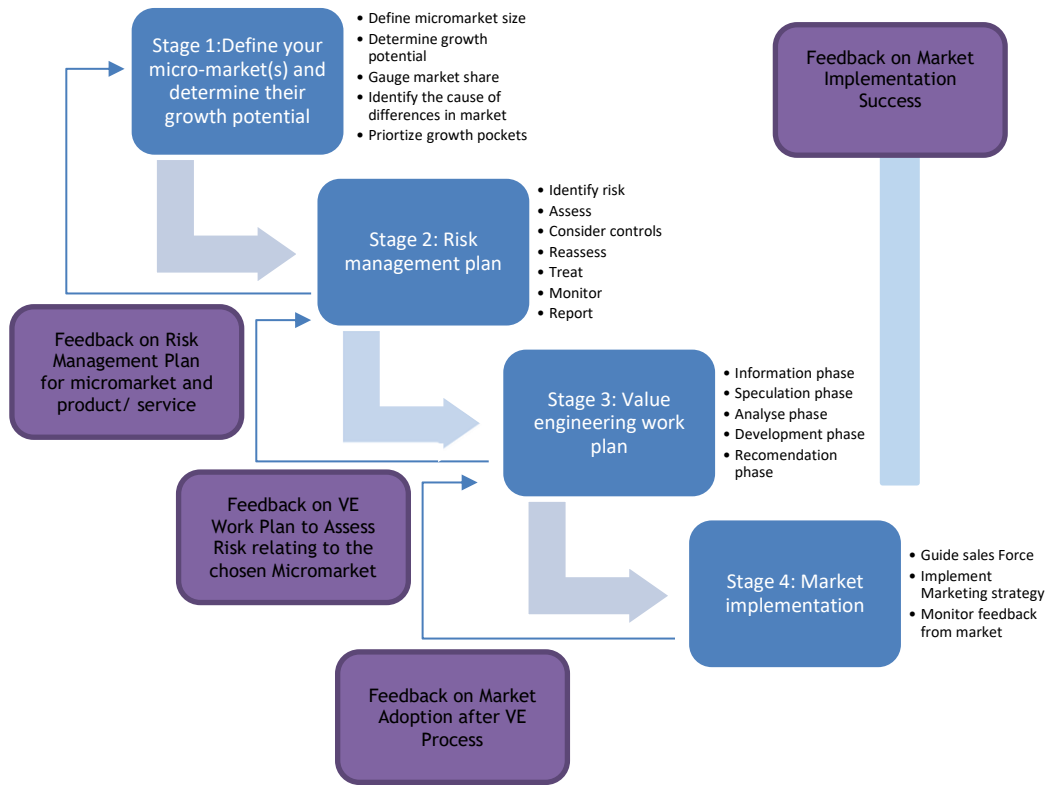 Stage 1:Define your
micro-market(s) and
determine their
growth potential
• Define micromarket size
• Determine growth
potential
• Gauge market share
• Identify the cause of
differences in market
• Priortize growth pockets
Feedback on Market
Implementation
Success
Stage 2: Risk
management plan
• Identify risk
• Assess
• Consider controls
• Reassess
• Treat
• Monitor
• Report
Feedback on Risk
Management Plan
for micromarket and
product/ service
Stage 3: Value
engineering work
plan
• Information phase
• Speculation phase
• Analyse phase
• Development phase
• Recomendation
phase
Feedback on VE
Work Plan to Assess
Risk relating to the
chosen Micromarket
Stage 4: Market
implementation
• Guide sales Force
• Implement
Marketing strategy
• Monitor feedback
from market
Feedback on Market
Adoption after VE
Process